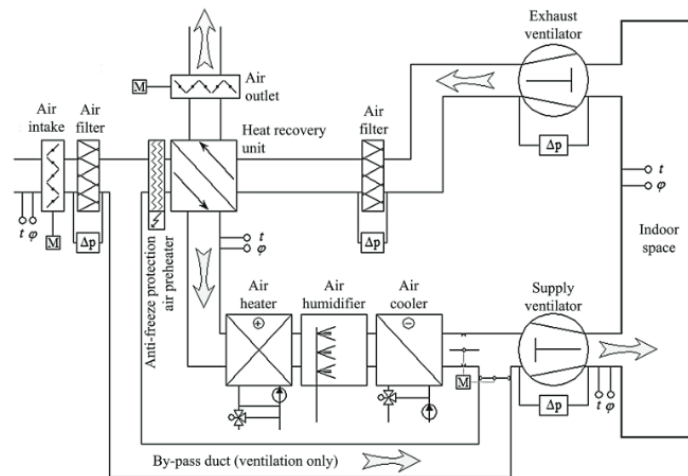 Exhaust
ventilator
M
Air
outlet
Air
intake
Air
filter
Heat recovery
unit
Air
filter
Δp
t
φ
t φ
M
Δp
Δp
t
φ
Indoor
space
Anti-freeze protection
air preheater
Air
heater
Air
humidifier
Air
cooler
Supply
ventilator
M
Δp
t φ
By-pass duct (ventilation only)